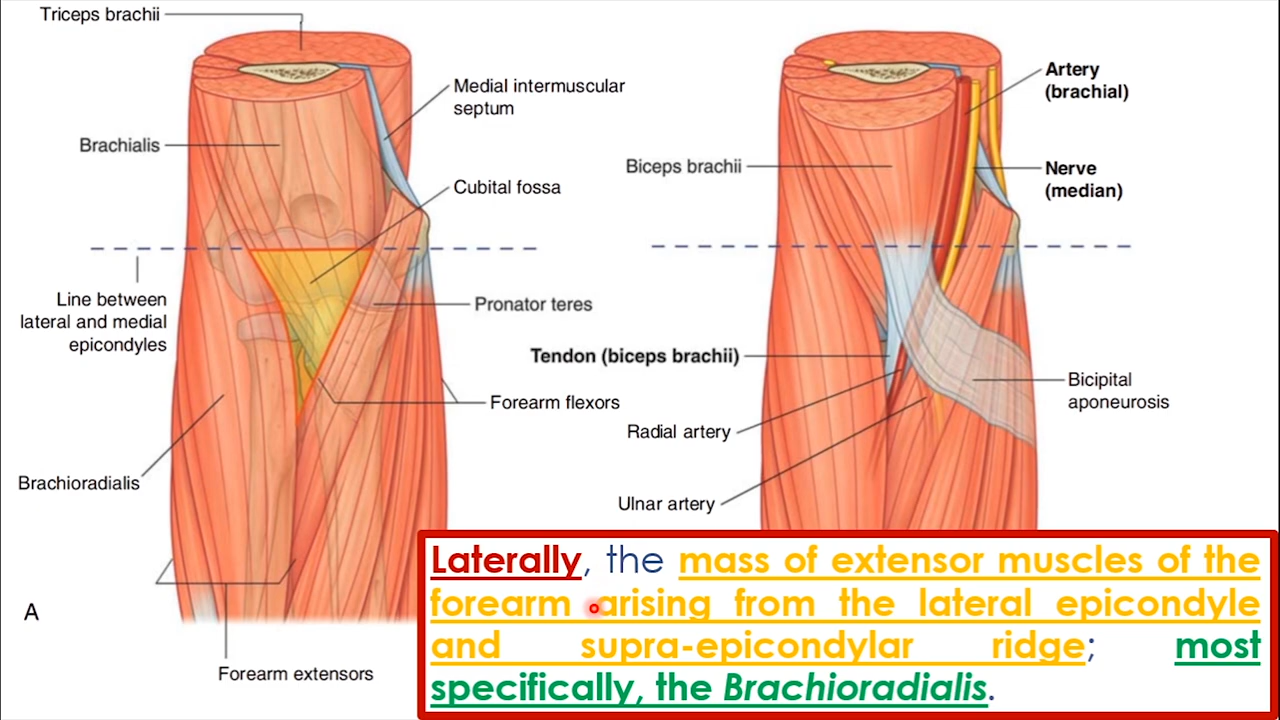 Triceps brachii
Medial intermuscular
septum
Brachialis
Cubital fossa
Line between
lateral and medial
epicondyles
Pronator teres
Forearm flexors
Brachioradialis
A
Forearm extensors
Artery
(brachial)
Biceps brachii
Nerve
(median)
Tendon (biceps brachii)
Bicipital
aponeurosis
Radial artery
Ulnar artery
Laterally, the mass of extensor muscles of the
forearm arising from the lateral epicondyle
and supra-epicondylar ridge; most
specifically, the Brachioradialis.